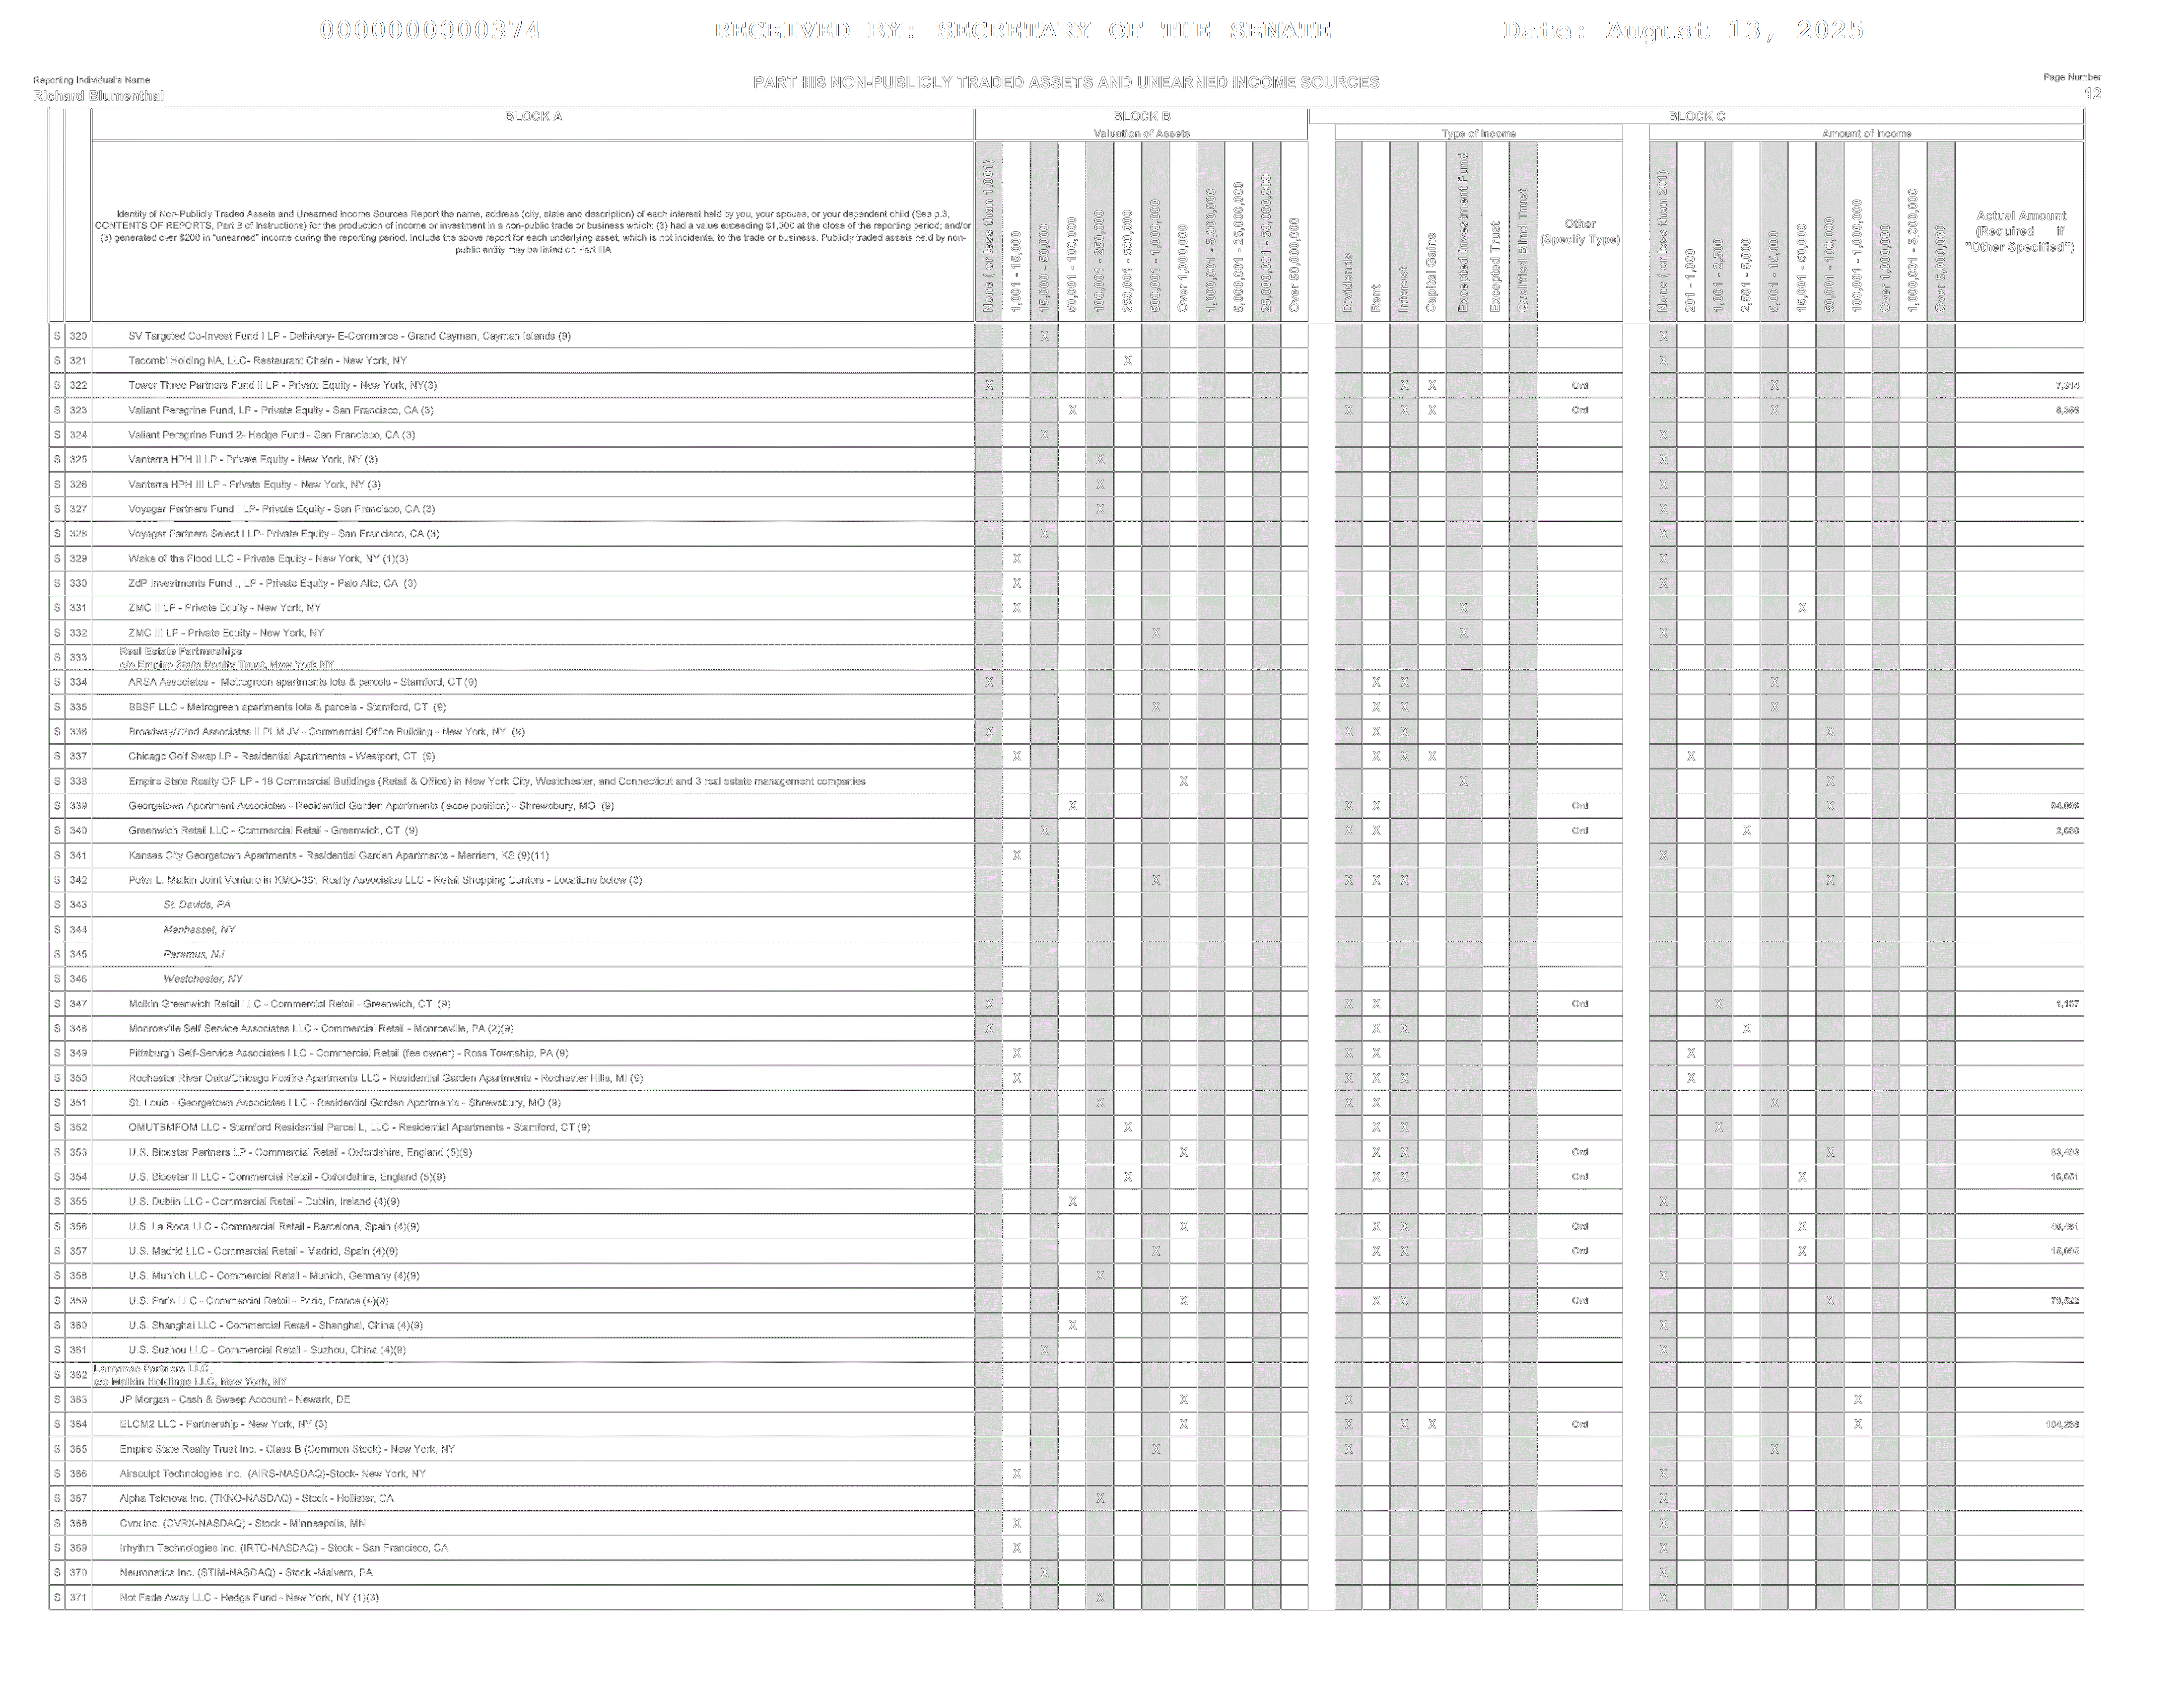 0000000000374 RECEIVED BY: SECRETARY OF THE SENATE Date: August 13, 2025
Reporting Individual's Name
Richard Blumenthal
PART IIIB NON-PUBLICLY TRADED ASSETS AND UNEARNED INCOME SOURCES
Page Number
12
BLOCK A BLOCK B BLOCK C
Valuation of Assets Type of Income Amount of Income
Identity of Non-Publicly Traded Assets and Unearned Income Sources Report the name, address (city, state and description) of each interest held by you, your spouse, or your dependent child (See p.3,
CONTENTS OF REPORTS, Part B of Instructions) for the production of income or investment in a non-public trade or business which: (3) had a value exceeding $1,000 at the close of the reporting period; and/or
(3) generated over $200 in "unearned" income during the reporting period. Include the above report for each underlying asset, which is not incidental to the trade or business. Publicly traded assets held by non-
public entity may be listed on Part IIIA
None ( or less than 1,001)
1,001 - 15,000
15,000 - 50,000
50,001 - 100,000
100,001 - 250,000
250,001 - 500,000
500,001 - 1,000,000
Over 1,000,000
1,000,001 - 5,000,000
5,000,001 - 25,000,000
25,000,001 - 50,000,000
Over 50,000,000
Dividends
Rent
Interest
Capital Gains
Excepted Investment Fund
Excepted Trust
Qualified Blind Trust
Other
(Specify Type)
None ( or less than 201)
201 - 1,000
1,001 - 2,500
2,501 - 5,000
5,001 - 15,000
15,001 - 50,000
50,001 - 100,000
100,001 - 1,000,000
Over 1,000,000
1,000,001 - 5,000,000
Over 5,000,000
Actual Amount
(Required if
"Other Specified")
S 320 SV Targeted Co-Invest Fund I LP - Delhivery- E-Commerce - Grand Cayman, Cayman Islands (9) X X
S 321 Tacombi Holding NA, LLC- Restaurant Chain - New York, NY X X
S 322 Tower Three Partners Fund II LP - Private Equity - New York, NY(3) X X X Ord X 7,314
S 323 Valiant Peregrine Fund, LP - Private Equity - San Francisco, CA (3) X X X X Ord X
S 324 Valiant Peregrine Fund 2- Hedge Fund - San Francisco, CA (3) X X
S 325 Vanterra HPH II LP - Private Equity - New York, NY (3) X X
S 326 Vanterra HPH III LP - Private Equity - New York, NY (3) X X
S 327 Voyager Partners Fund I LP- Private Equity - San Francisco, CA (3) X X
S 328 Voyager Partners Select I LP- Private Equity - San Francisco, CA (3) X X
S 329 Wake of the Flood LLC - Private Equity - New York, NY (1)(3) X X
S 330 ZdP Investments Fund I, LP - Private Equity - Palo Alto, CA (3) X X
S 331 ZMC II LP - Private Equity - New York, NY X X X
S 332 ZMC III LP - Private Equity - New York, NY X X X
S 333 Real Estate Partnerships
c/o Empire State Realty Trust, New York NY
S 334 ARSA Associates - Metrogreen apartments lots & parcels - Stamford, CT (9) X X X X
S 335 BBSF LLC - Metrogreen apartments lots & parcels - Stamford, CT (9) X X X X
S 336 Broadway/72nd Associates II PLM JV - Commercial Office Building - New York, NY (9) X X X X X
S 337 Chicago Golf Swap LP - Residential Apartments - Westport, CT (9) X X X X X
S 338 Empire State Realty OP LP - 18 Commercial Buildings (Retail & Office) in New York City, Westchester, and Connecticut and 3 real estate management companies X X X
S 339 Georgetown Apartment Associates - Residential Garden Apartments (lease position) - Shrewsbury, MO (9) X X X Ord X
S 340 Greenwich Retail LLC - Commercial Retail - Greenwich, CT (9) X X X Ord X
S 341 Kansas City Georgetown Apartments - Residential Garden Apartments - Merriam, KS (9)(11) X X
S 342 Peter L. Malkin Joint Venture in KMO-361 Realty Associates LLC - Retail Shopping Centers - Locations below (3) X X X X X
S 343 St. Davids, PA
S 344 Manhasset, NY
S 345 Paramus, NJ
S 346 Westchester, NY
S 347 Malkin Greenwich Retail LLC - Commercial Retail - Greenwich, CT (9) X X X Ord X
S 348 Monroeville Self Service Associates LLC - Commercial Retail - Monroeville, PA (2)(9) X X X X
S 349 Pittsburgh Self-Service Associates LLC - Commercial Retail (fee owner) - Ross Township, PA (9) X X X X
S 350 Rochester River Oaks/Chicago Foxfire Apartments LLC - Residential Garden Apartments - Rochester Hills, MI (9) X X X X X
S 351 St. Louis - Georgetown Associates LLC - Residential Garden Apartments - Shrewsbury, MO (9) X X X X
S 352 OMUTBMFOM LLC - Stamford Residential Parcel L, LLC - Residential Apartments - Stamford, CT (9) X X X X
S 353 U.S. Bicester Partners LP - Commercial Retail - Oxfordshire, England (5)(9) X X X Ord X
S 354 U.S. Bicester II LLC - Commercial Retail - Oxfordshire, England (5)(9) X X X Ord X
S 355 U.S. Dublin LLC - Commercial Retail - Dublin, Ireland (4)(9) X X
S 356 U.S. La Roca LLC - Commercial Retail - Barcelona, Spain (4)(9) X X X Ord X
S 357 U.S. Madrid LLC - Commercial Retail - Madrid, Spain (4)(9) X X X Ord X
S 358 U.S. Munich LLC - Commercial Retail - Munich, Germany (4)(9) X X
S 359 U.S. Paris LLC - Commercial Retail - Paris, France (4)(9) X X X Ord X
S 360 U.S. Shanghai LLC - Commercial Retail - Shanghai, China (4)(9) X X
S 361 U.S. Suzhou LLC - Commercial Retail - Suzhou, China (4)(9) X X
S 362 Larrymae Partners LLC
c/o Malkin Holdings LLC, New York, NY
S 363 JP Morgan - Cash & Sweep Account - Newark, DE X X X
S 364 ELCM2 LLC - Partnership - New York, NY (3) X X X X Ord X
S 365 Empire State Realty Trust Inc. - Class B (Common Stock) - New York, NY X X X
S 366 Airsculpt Technologies Inc. (AIRS-NASDAQ)-Stock- New York, NY X X
S 367 Alpha Teknova Inc. (TKNO-NASDAQ) - Stock - Hollister, CA X X
S 368 Cvrx Inc. (CVRX-NASDAQ) - Stock - Minneapolis, MN X X
S 369 Irhythm Technologies Inc. (IRTC-NASDAQ) - Stock - San Francisco, CA X X
S 370 Neuronetics Inc. (STIM-NASDAQ) - Stock -Malvern, PA X X
S 371 Not Fade Away LLC - Hedge Fund - New York, NY (1)(3) X X